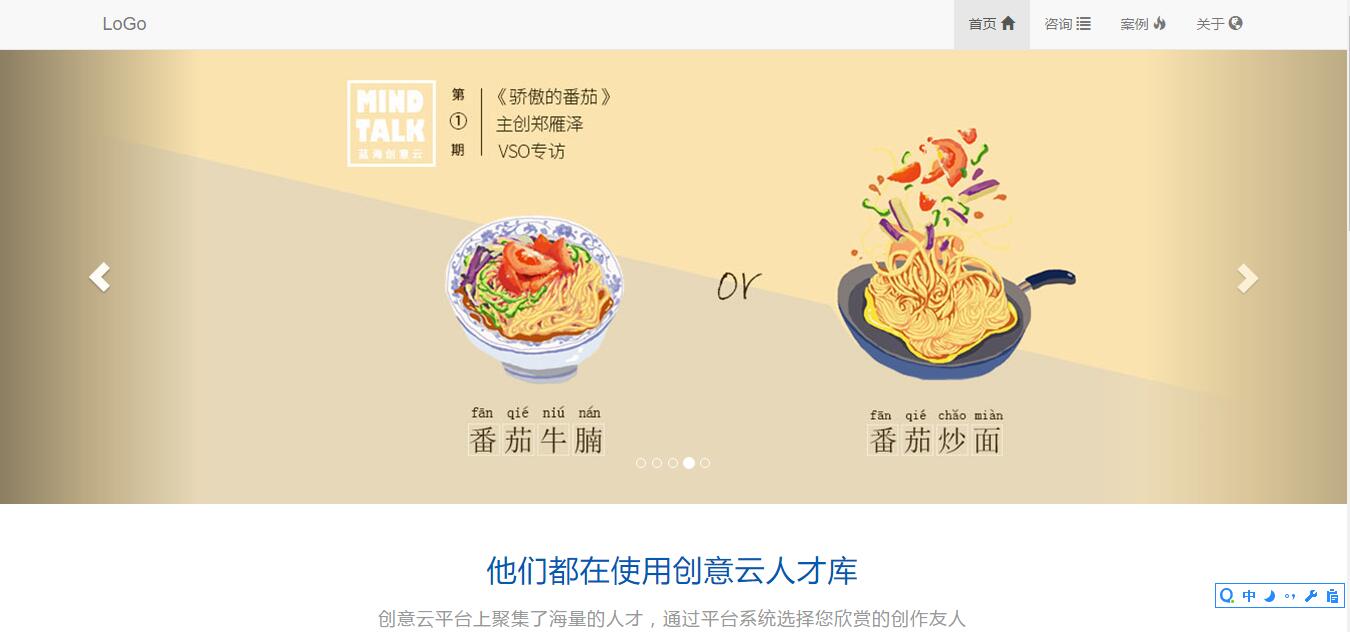 LoGo
首页
咨询
案例
关于
MIND
TALK
蓝海创意云
第
①
期
《骄傲的番茄》
主创郑雁泽
VSO专访
or
fān qié niú nán
番茄牛腩
fān qié chǎo miàn
番茄炒面
他们都在使用创意云人才库
创意云平台上聚集了海量的人才，通过平台系统选择您欣赏的创作友人
中